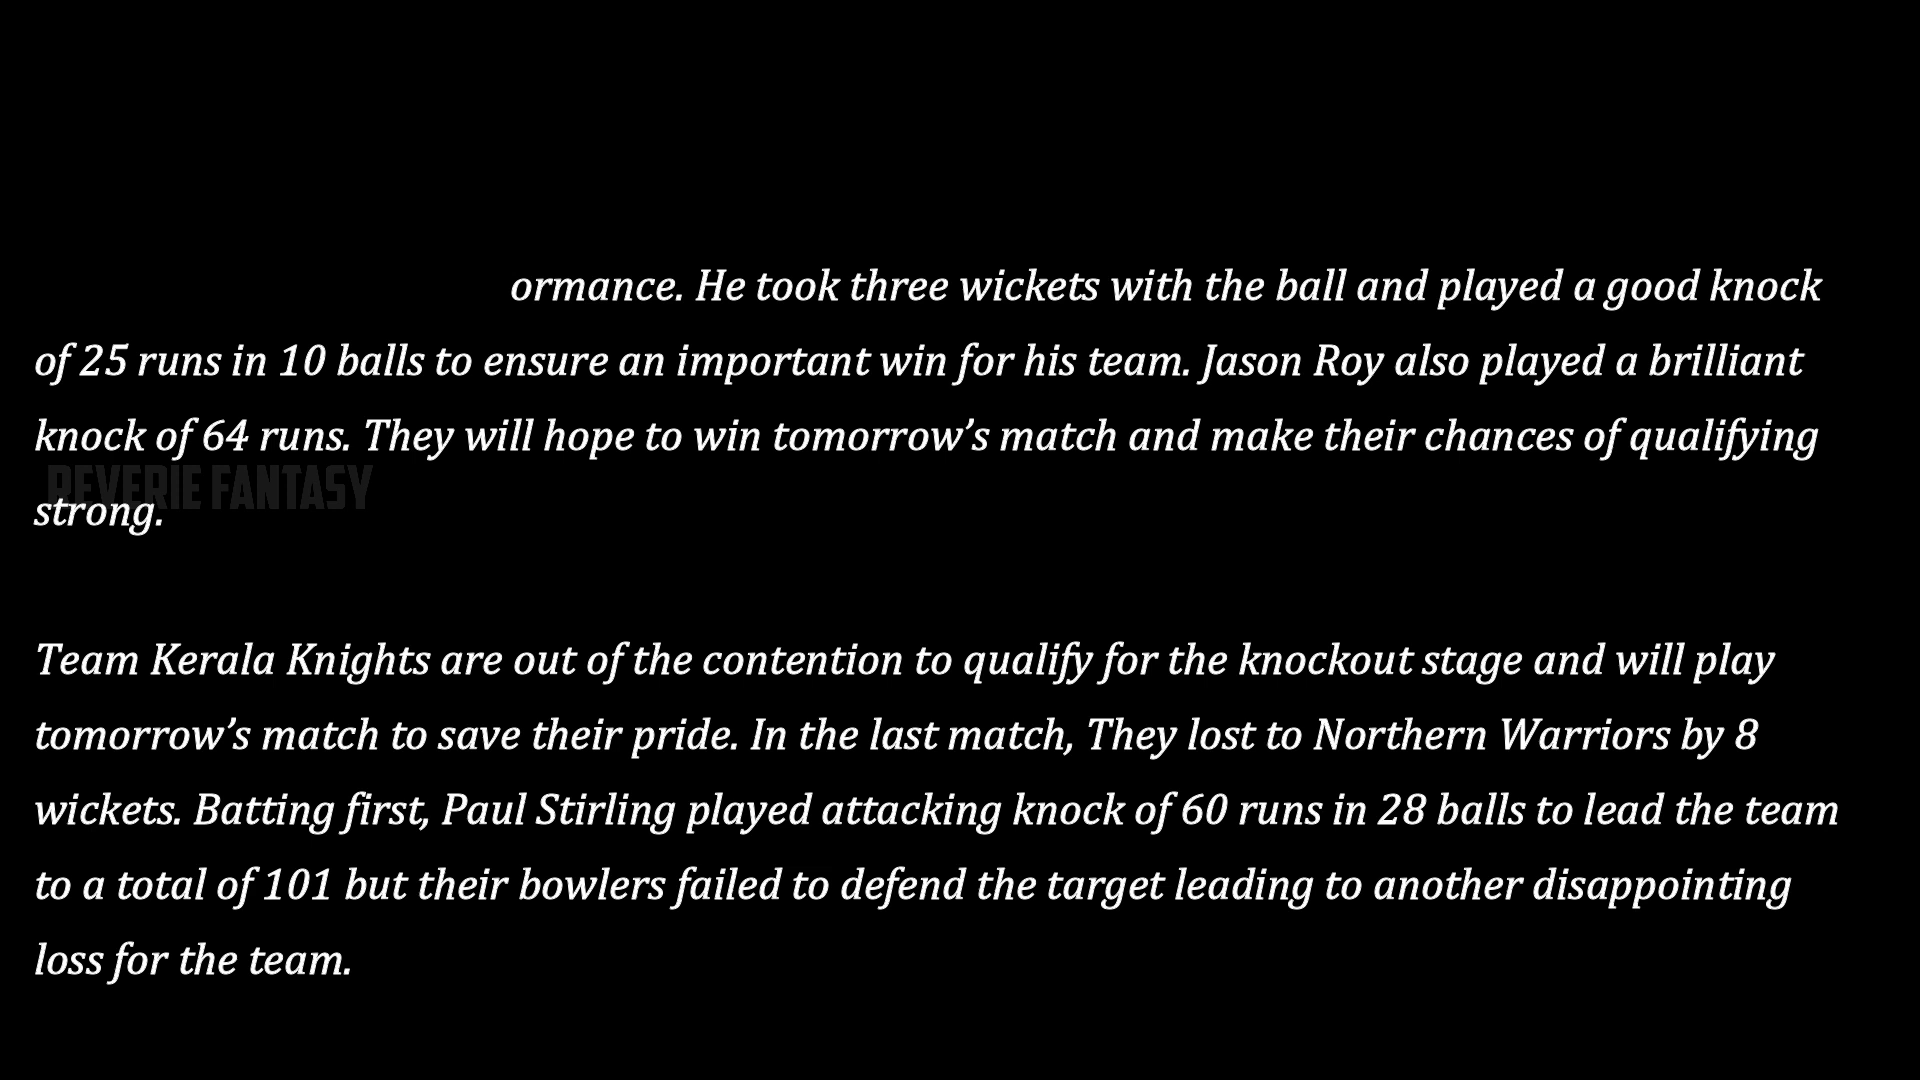 ormance. He took three wickets with the ball and played a good knock
of 25 runs in 10 balls to ensure an important win for his team. Jason Roy also played a brilliant
knock of 64 runs. They will hope to win tomorrow’s match and make their chances of qualifying
REVERIE FANTASY
strong.
Team Kerala Knights are out of the contention to qualify for the knockout stage and will play
tomorrow’s match to save their pride. In the last match, They lost to Northern Warriors by 8
wickets. Batting first, Paul Stirling played attacking knock of 60 runs in 28 balls to lead the team
to a total of 101 but their bowlers failed to defend the target leading to another disappointing
loss for the team.